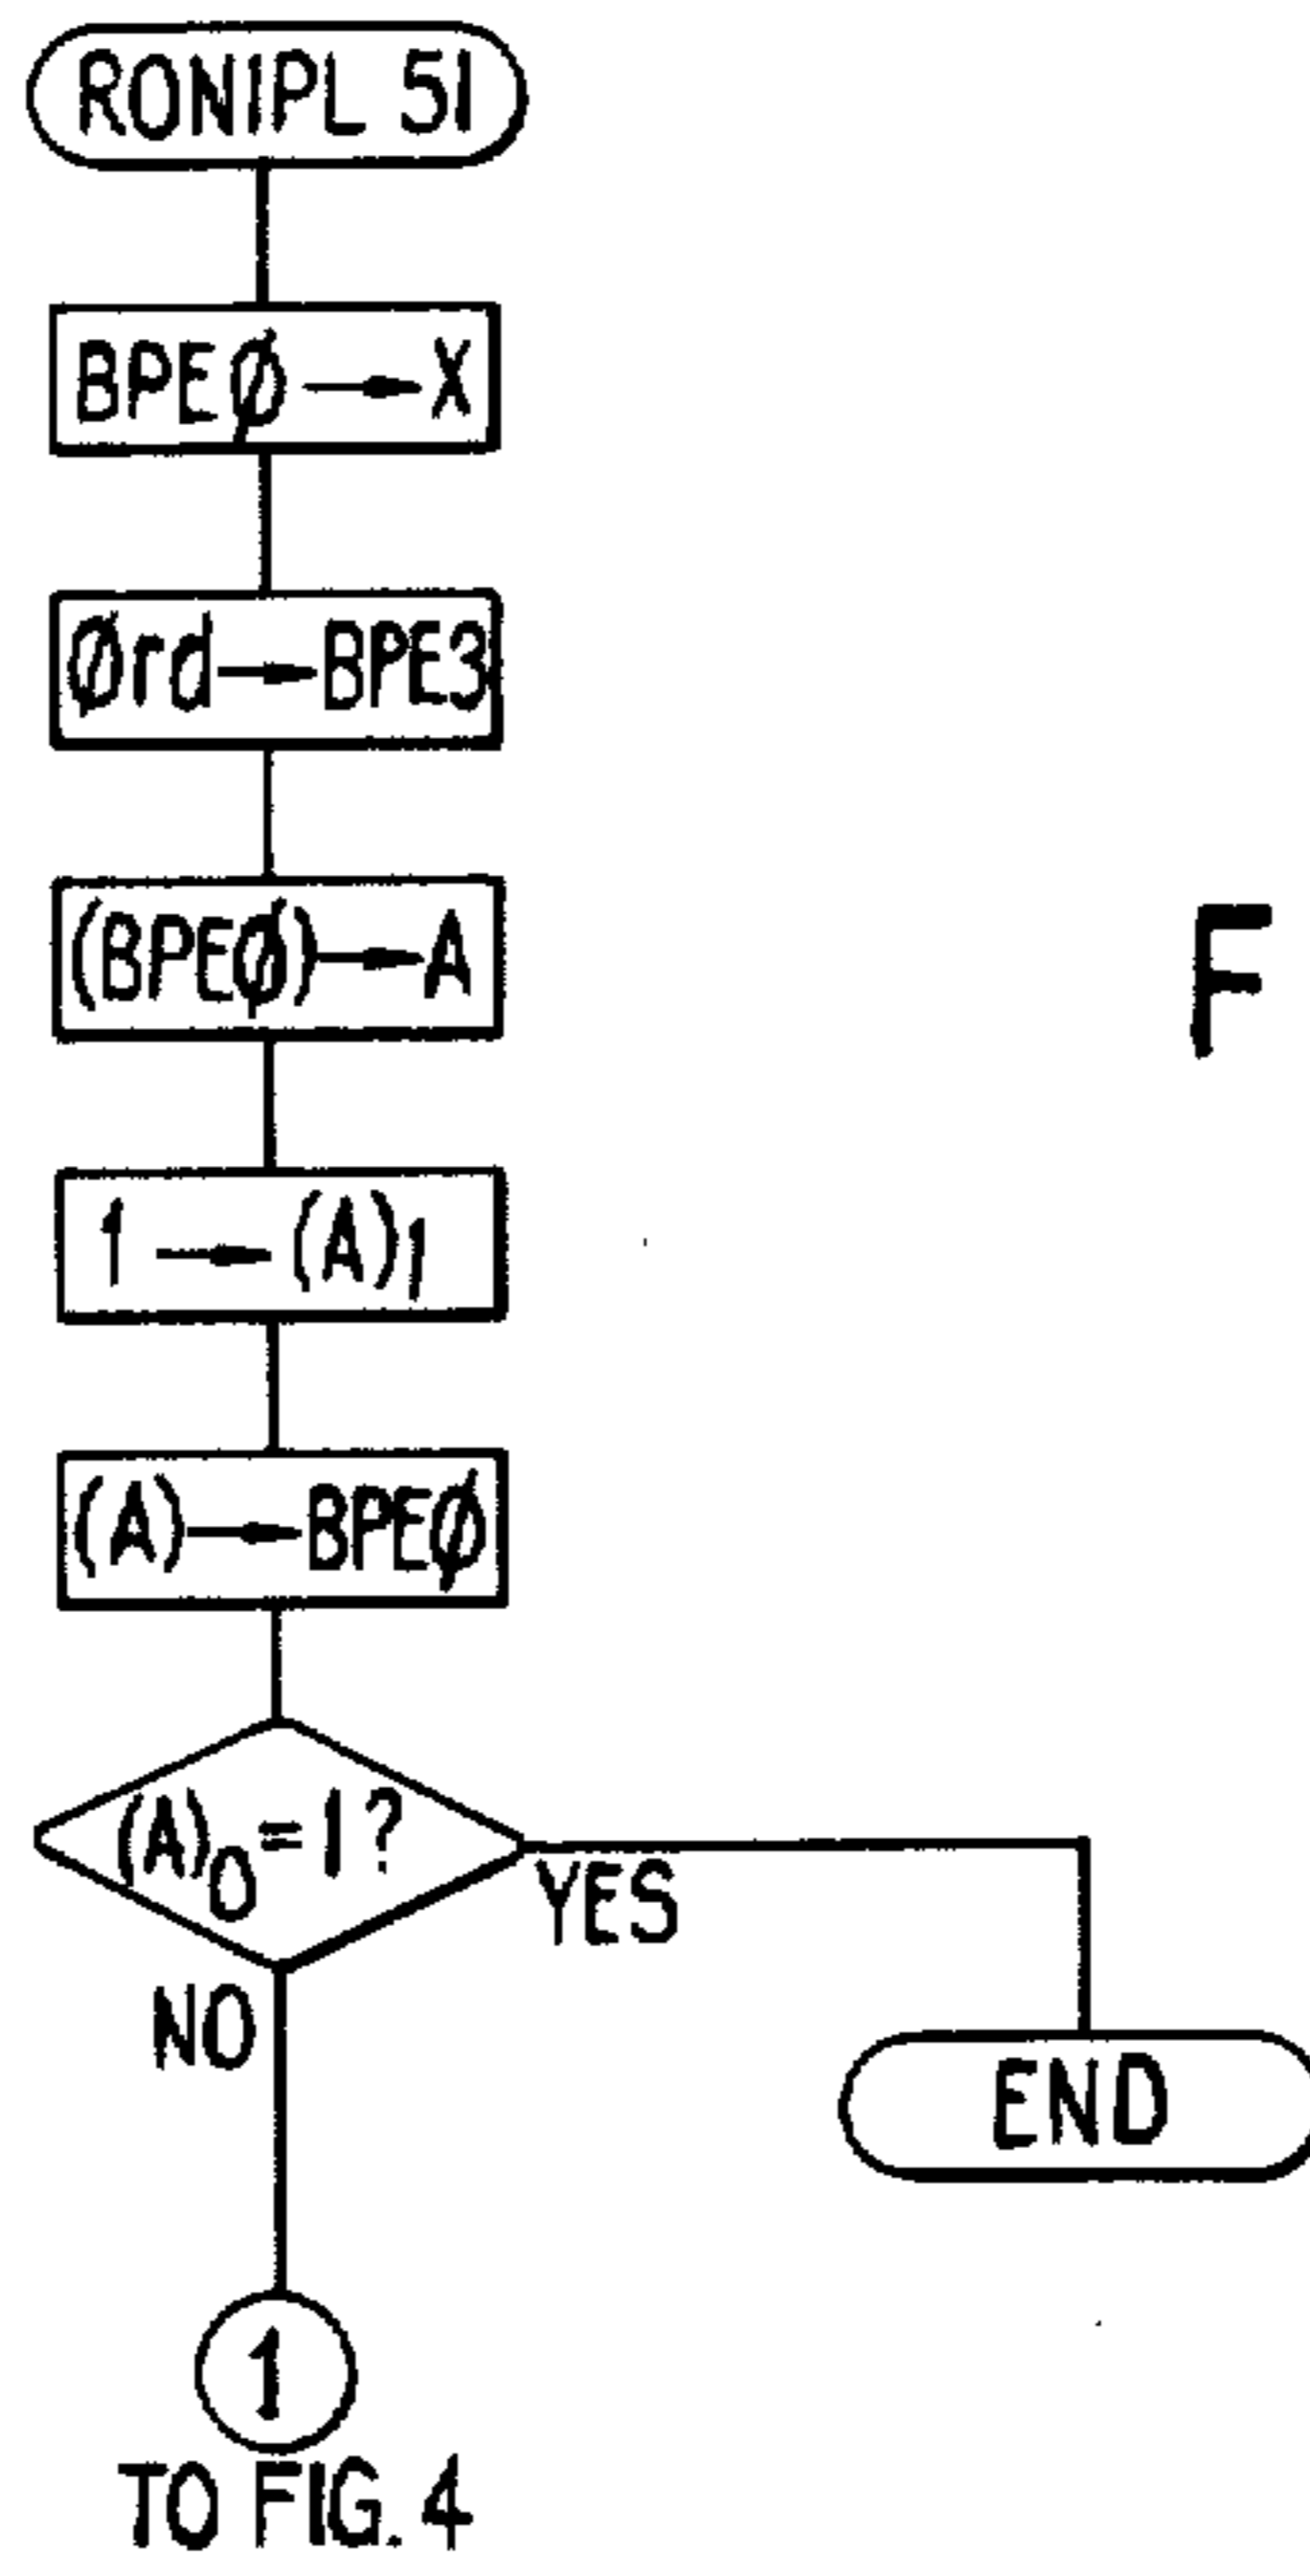 RONIPL 51
BPEØ → X
Ørd → BPE3
(BPEØ) → A
F
1 → (A)1
(A) → BPEØ
(A)0 = 1 ?
YES
NO
END
1
TO FIG. 4